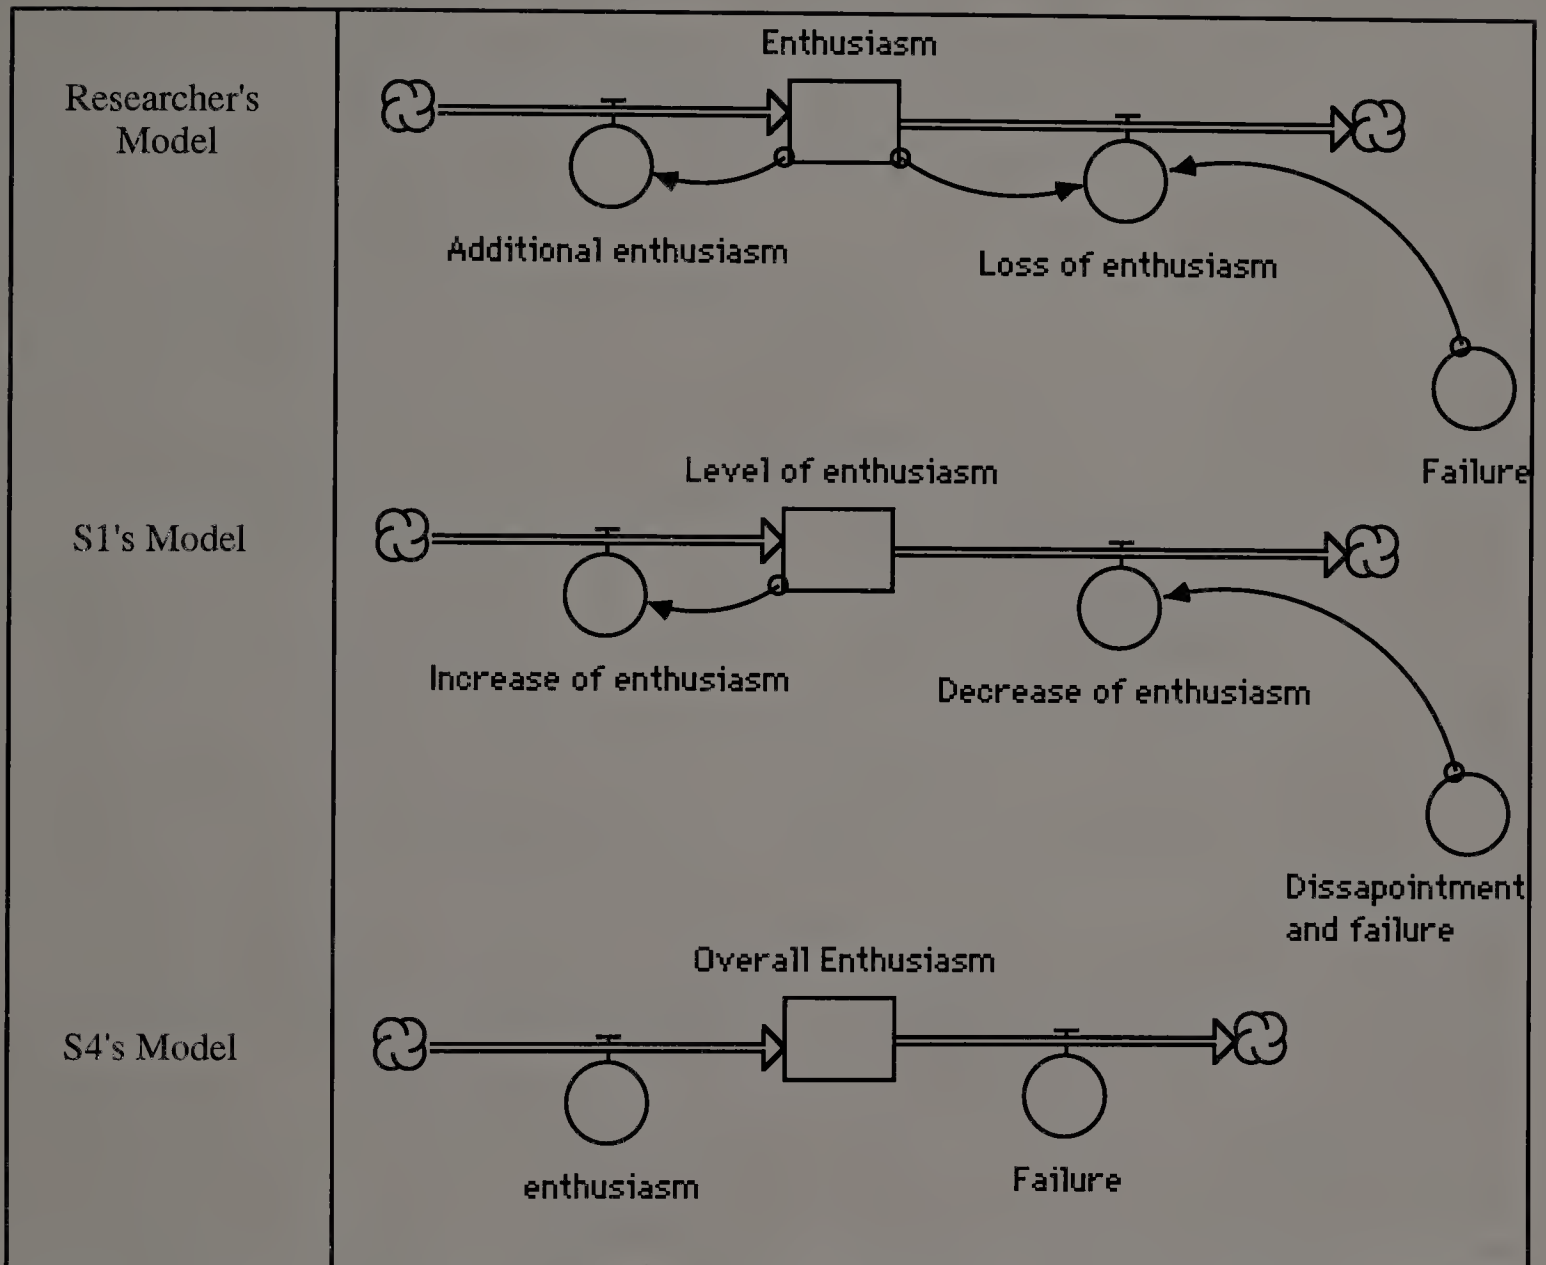 Researcher's
Model
Enthusiasm
Additional enthusiasm
Loss of enthusiasm
Failure
S1's Model
Level of enthusiasm
Increase of enthusiasm
Decrease of enthusiasm
Dissapointment
and failure
S4's Model
Overall Enthusiasm
enthusiasm
Failure